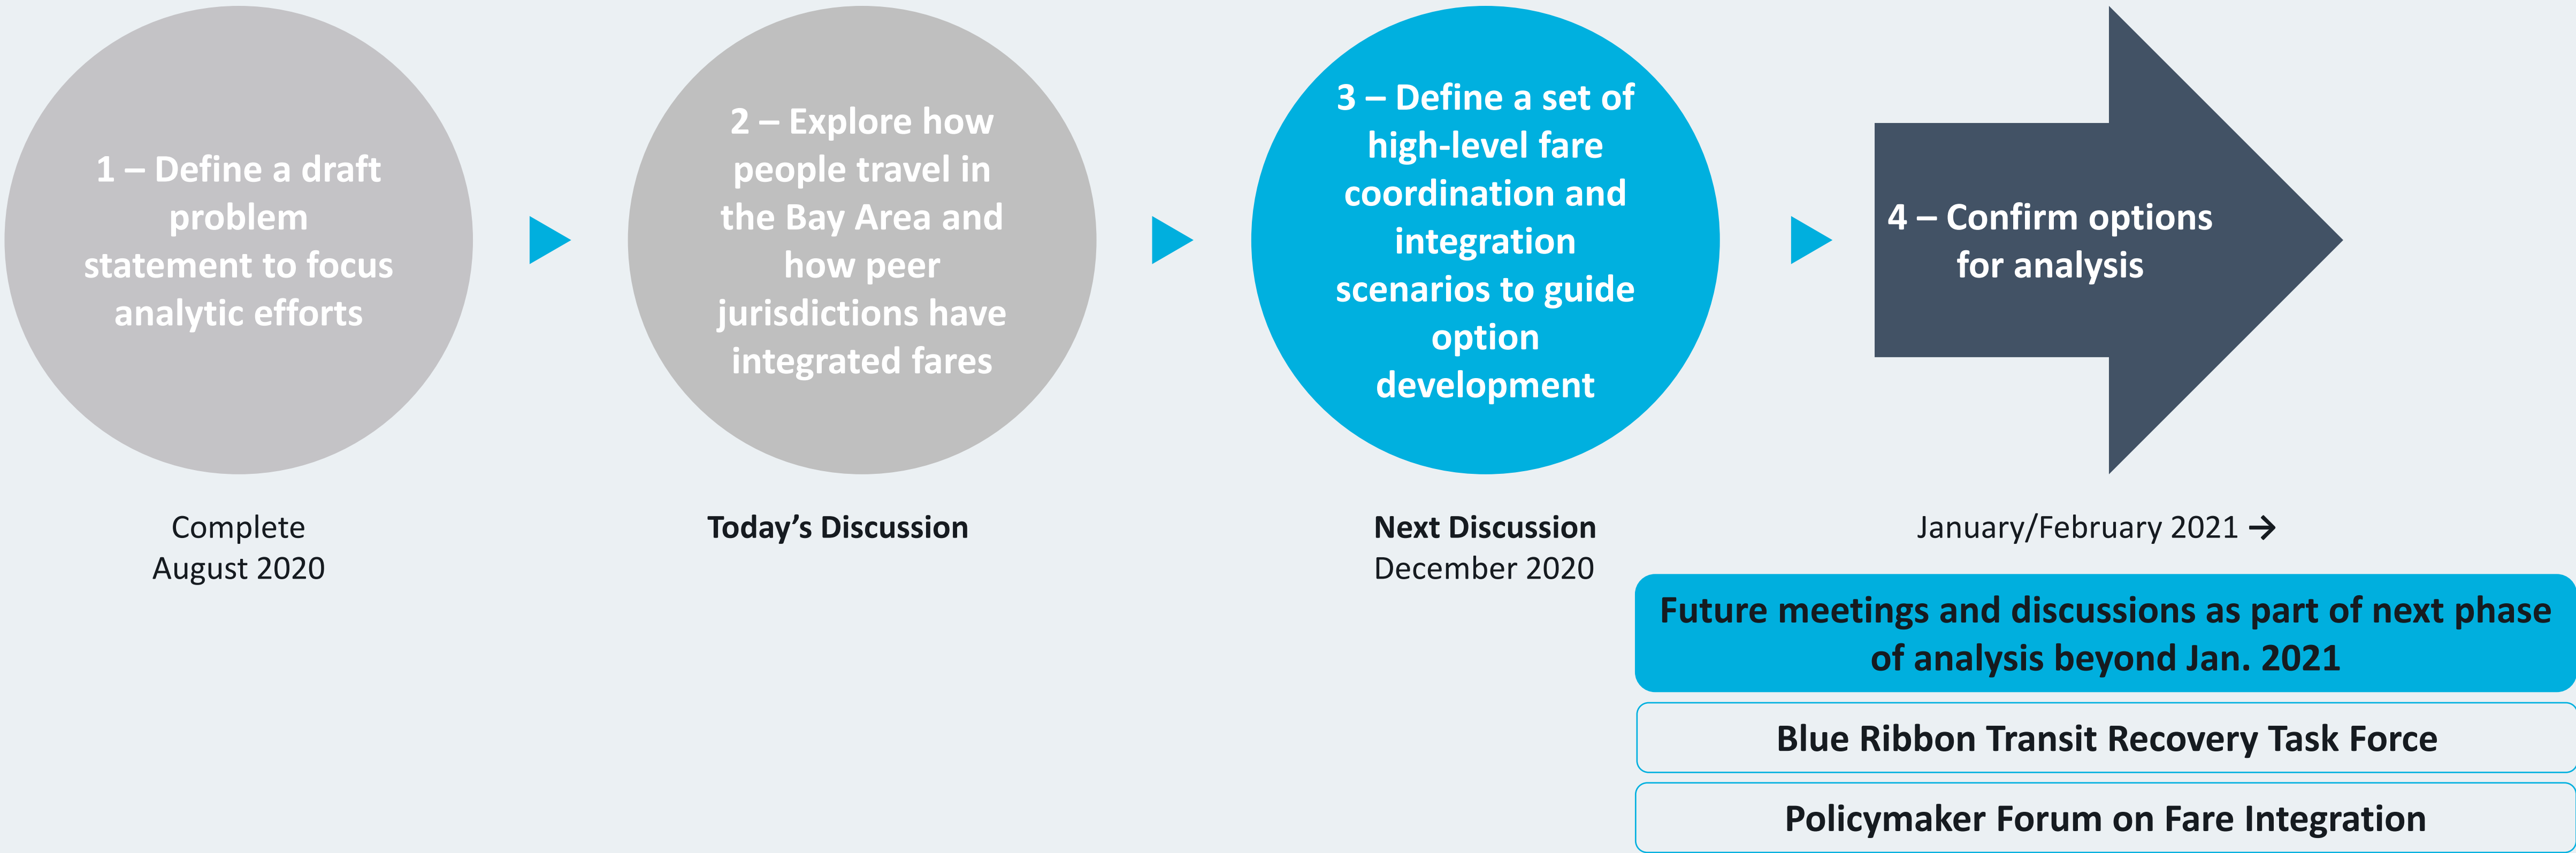 1 – Define a draft
problem
statement to focus
analytic efforts
2 – Explore how
people travel in
the Bay Area and
how peer
jurisdictions have
integrated fares
3 – Define a set of
high-level fare
coordination and
integration
scenarios to guide
option
development
4 – Confirm options
for analysis
Complete
August 2020
Today’s Discussion
Next Discussion
December 2020
January/February 2021 →
Future meetings and discussions as part of next phase
of analysis beyond Jan. 2021
Blue Ribbon Transit Recovery Task Force
Policymaker Forum on Fare Integration